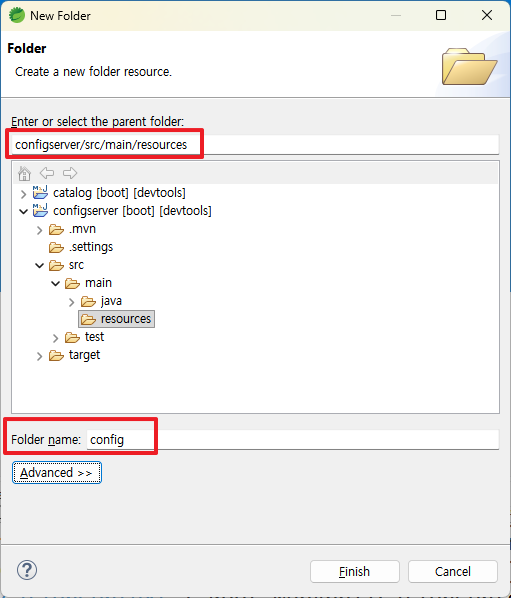 New Folder
Folder
Create a new folder resource.
Enter or select the parent folder:
configserver/src/main/resources
catalog [boot] [devtools]
configserver [boot] [devtools]
.mvn
.settings
src
main
java
resources
test
target
Folder name: config
Advanced >>
Finish Cancel